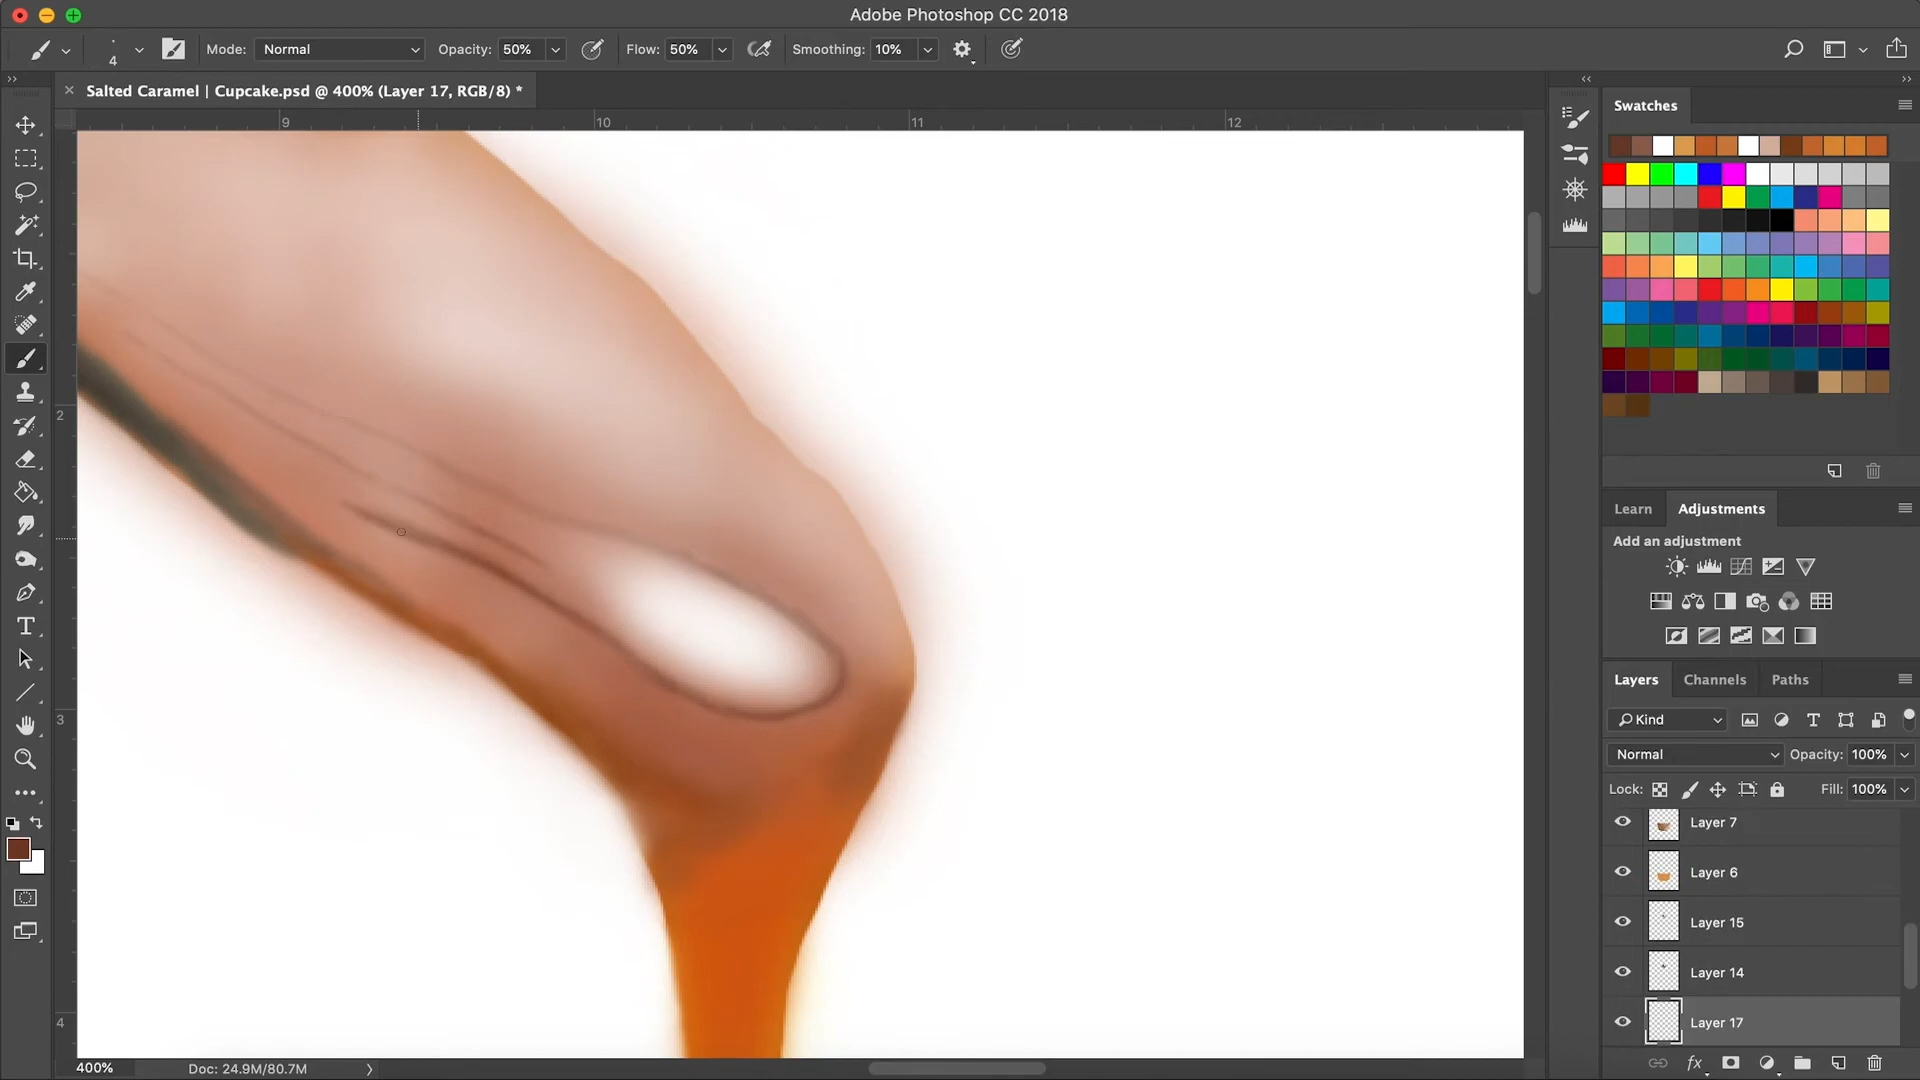 Adobe Photoshop CC 2018
4
Mode: Normal
Opacity: 50%
Flow: 50%
Smoothing: 10%
Salted Caramel | Cupcake.psd @ 400% (Layer 17, RGB/8) *
9 10 11 12
2
3
4
Swatches
Learn Adjustments
Add an adjustment
Layers Channels Paths
Kind
Normal Opacity: 100%
Lock: Fill: 100%
Layer 7
Layer 6
Layer 15
Layer 14
Layer 17
fx
400% Doc: 24.9M/80.7M